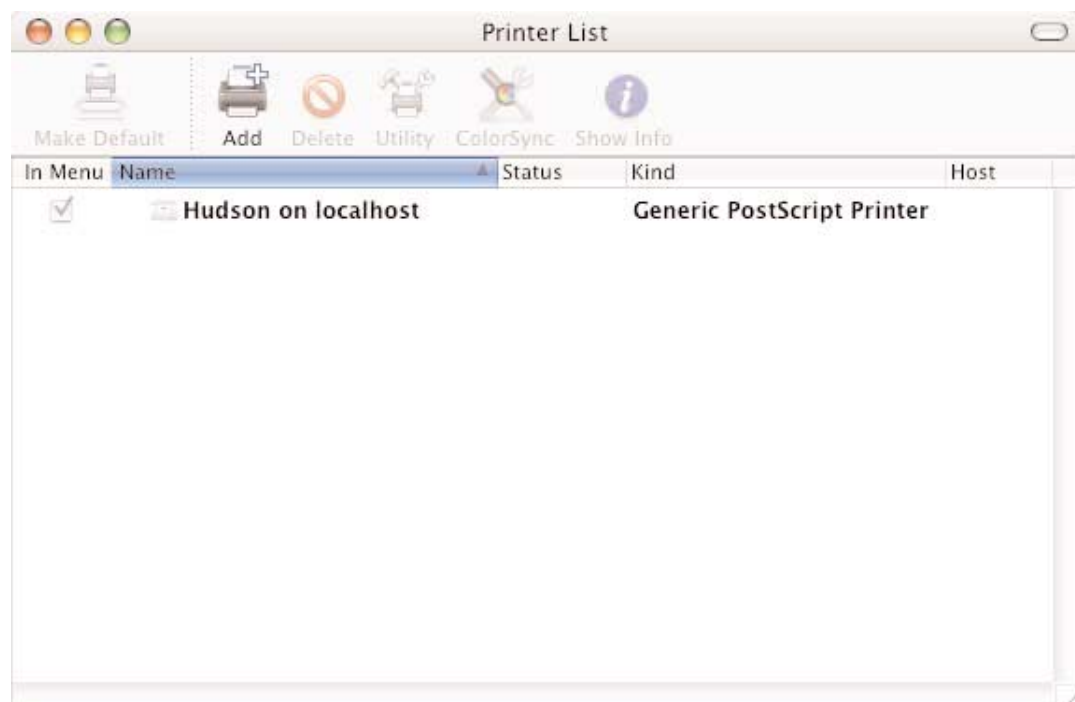 Printer List
Make Default Add Delete Utility ColorSync Show Info
In Menu Name Status Kind Host
Hudson on localhost Generic PostScript Printer